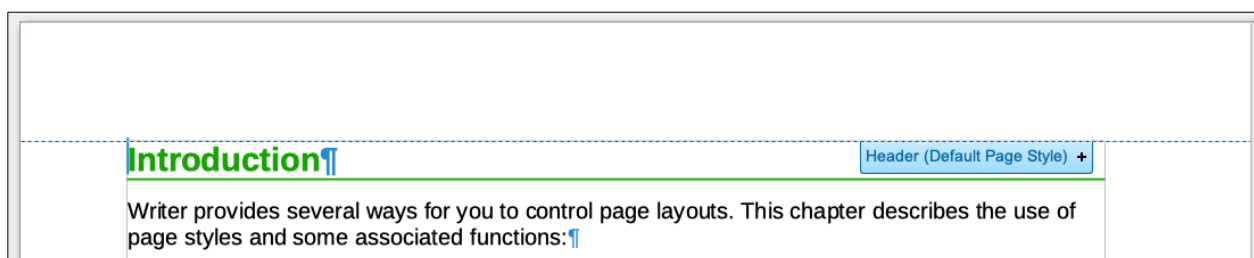 Introduction¶
Header (Default Page Style) +
Writer provides several ways for you to control page layouts. This chapter describes the use of
page styles and some associated functions:¶